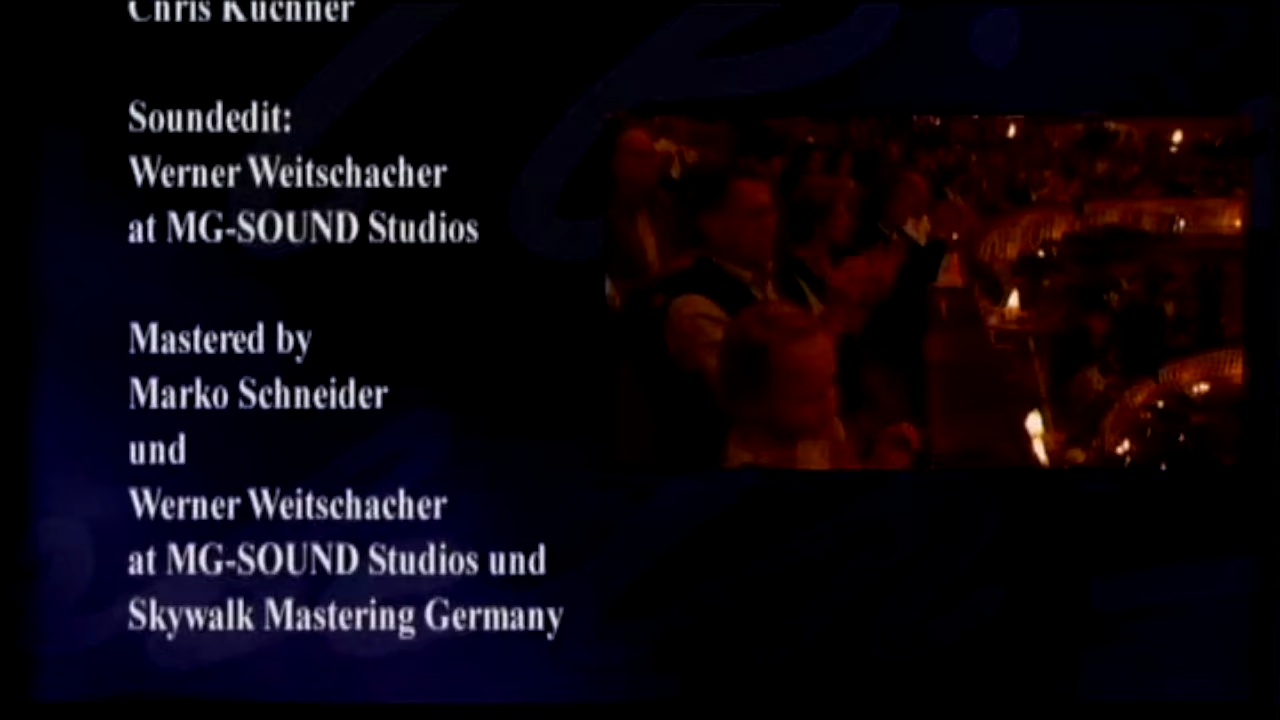 Chris Kuchner
Soundedit:
Werner Weitschacher
at MG-SOUND Studios
Mastered by
Marko Schneider
und
Werner Weitschacher
at MG-SOUND Studios und
Skywalk Mastering Germany